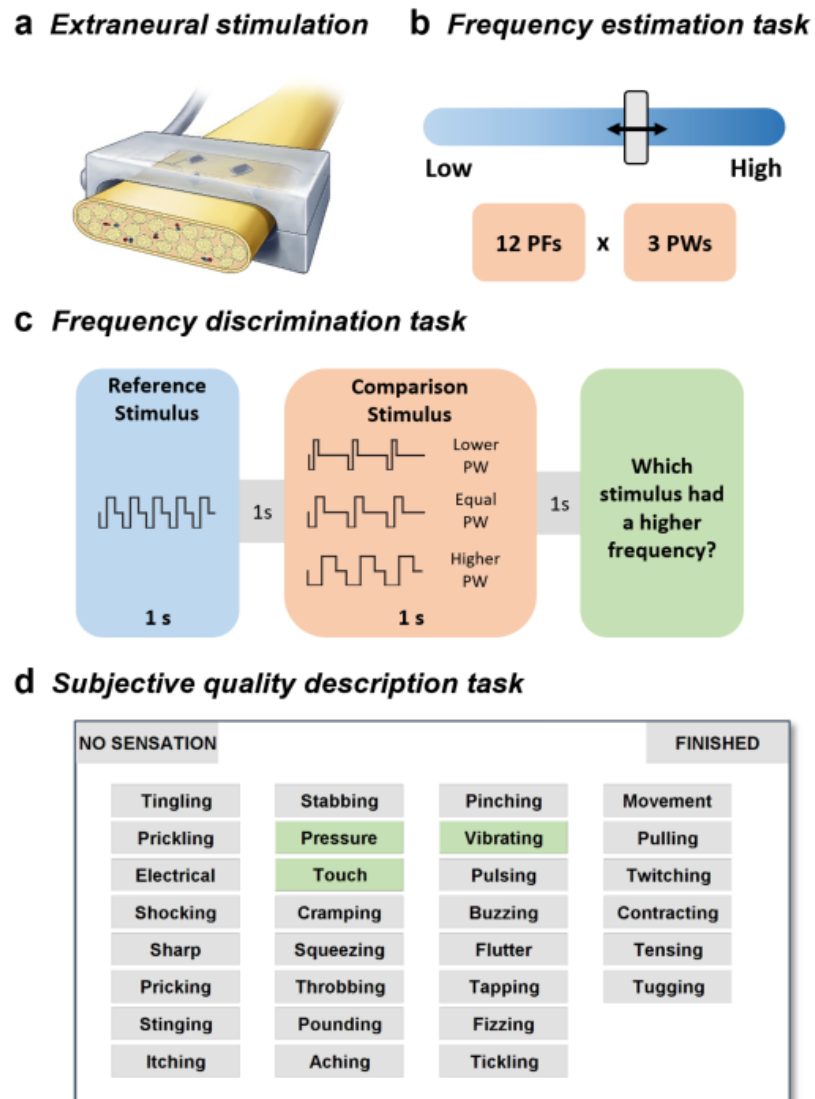 a Extraneural stimulation
b Frequency estimation task
Low
High
12 PFs x 3 PWs
c Frequency discrimination task
Reference
Stimulus
1 s
1s
Comparison
Stimulus
Lower
PW
Equal
PW
Higher
PW
1 s
1s
Which
stimulus had
a higher
frequency?
d Subjective quality description task
NO SENSATION
FINISHED
Tingling
Prickling
Electrical
Shocking
Sharp
Pricking
Stinging
Itching
Stabbing
Pressure
Touch
Cramping
Squeezing
Throbbing
Pounding
Aching
Pinching
Vibrating
Pulsing
Buzzing
Flutter
Tapping
Fizzing
Tickling
Movement
Pulling
Twitching
Contracting
Tensing
Tugging